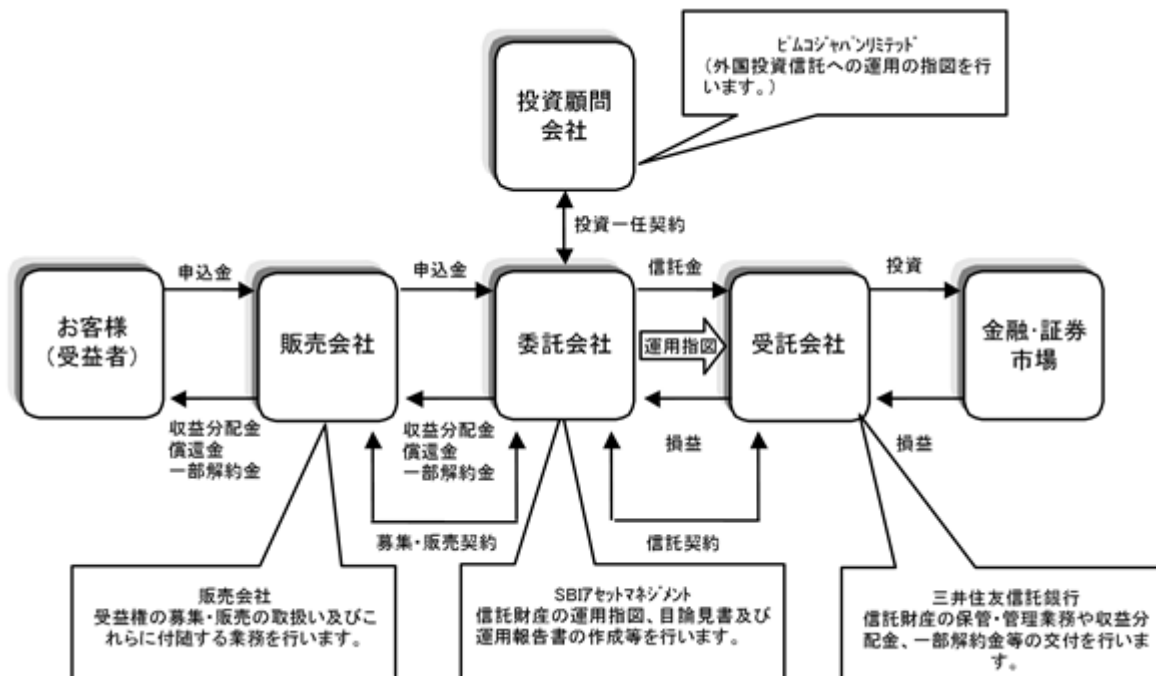 ﾋﾟﾑｺｼﾞｬﾊﾟﾝﾘﾐﾃｯﾄﾞ
（外国投資信託への運用の指図を行
います。）
投資顧問
会社
投資一任契約
申込金
申込金
信託金
投資
お客様
（受益者）
販売会社
委託会社
運用指図
受託会社
金融・証券
市場
収益分配金
償還金
一部解約金
収益分配金
償還金
一部解約金
損益
損益
募集・販売契約
信託契約
販売会社
受益権の募集・販売の取扱い及びこ
れらに付随する業務を行います。
SBIｱｾｯﾄﾏﾈｼﾞﾒﾝﾄ
信託財産の運用指図、目論見書及び
運用報告書の作成等を行います。
三井住友信託銀行
信託財産の保管・管理業務や収益分
配金、一部解約金等の交付を行いま
す。